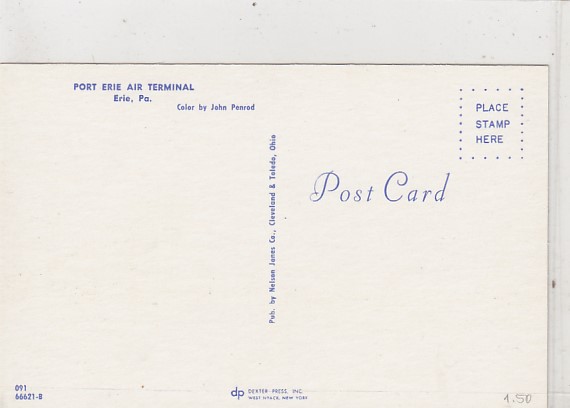 PORT ERIE AIR TERMINAL
Erie, Pa.
Color by John Penrod
PLACE
STAMP
HERE
Post Card
Pub. by Nelson Jones Co., Cleveland & Toledo, Ohio
091
66621-B
dp DEXTER-PRESS, INC.
WEST NYACK, NEW YORK
1.50